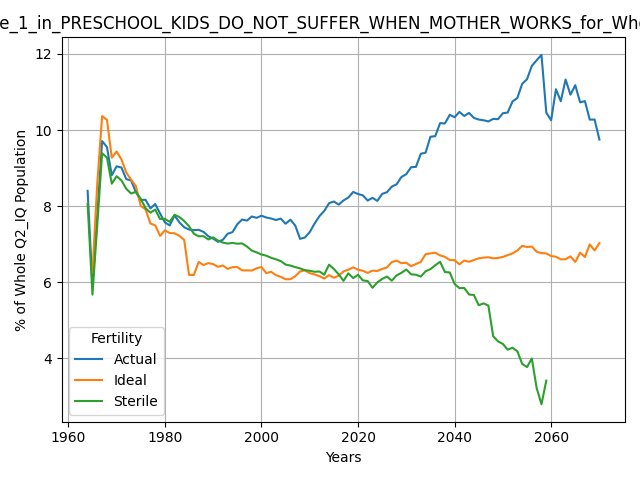 e_1_in_PRESCHOOL_KIDS_DO_NOT_SUFFER_WHEN_MOTHER_WORKS_for_Who
% of Whole Q2_IQ Population
12
10
8
6
4
Fertility
Actual
Ideal
Sterile
1960 1980 2000 2020 2040 2060
Years